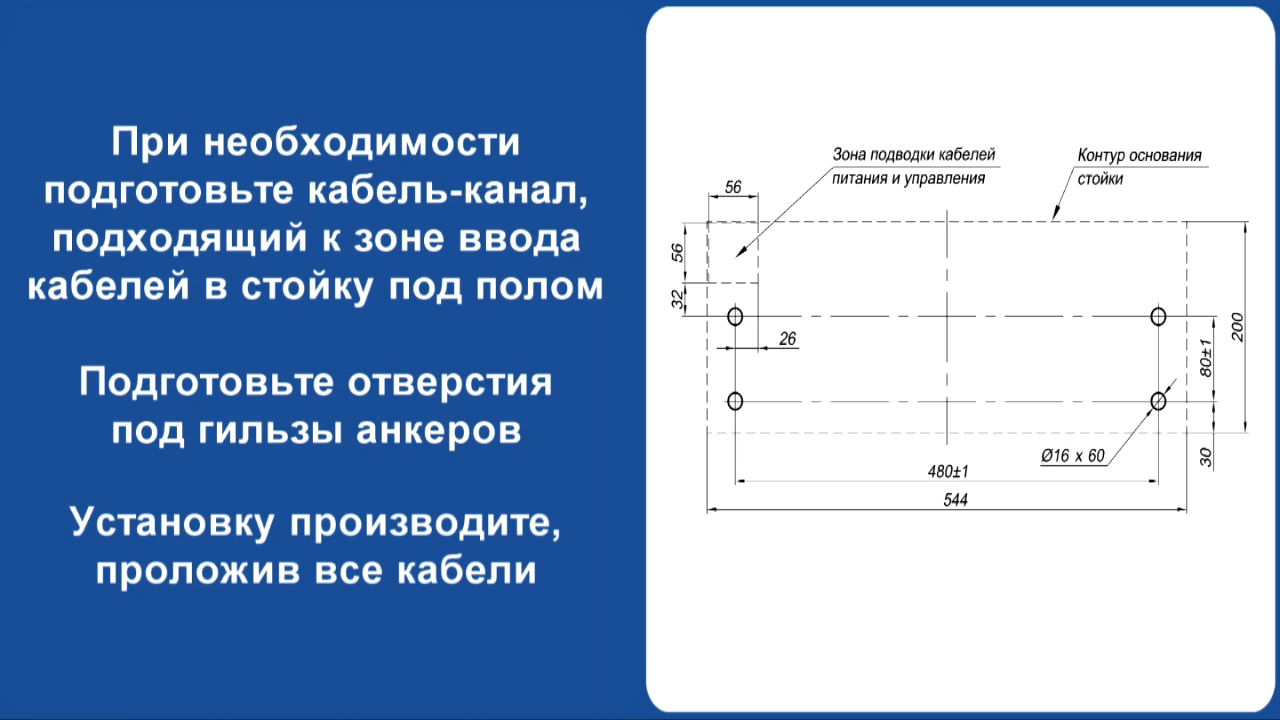 При необходимости
подготовьте кабель-канал,
подходящий к зоне ввода
кабелей в стойку под полом
Подготовьте отверстия
под гильзы анкеров
Установку производите,
проложив все кабели
Зона подводки кабелей
питания и управления
Контур основания
стойки
56
56
32
26
200
80±1
30
Ø16 x 60
480±1
544